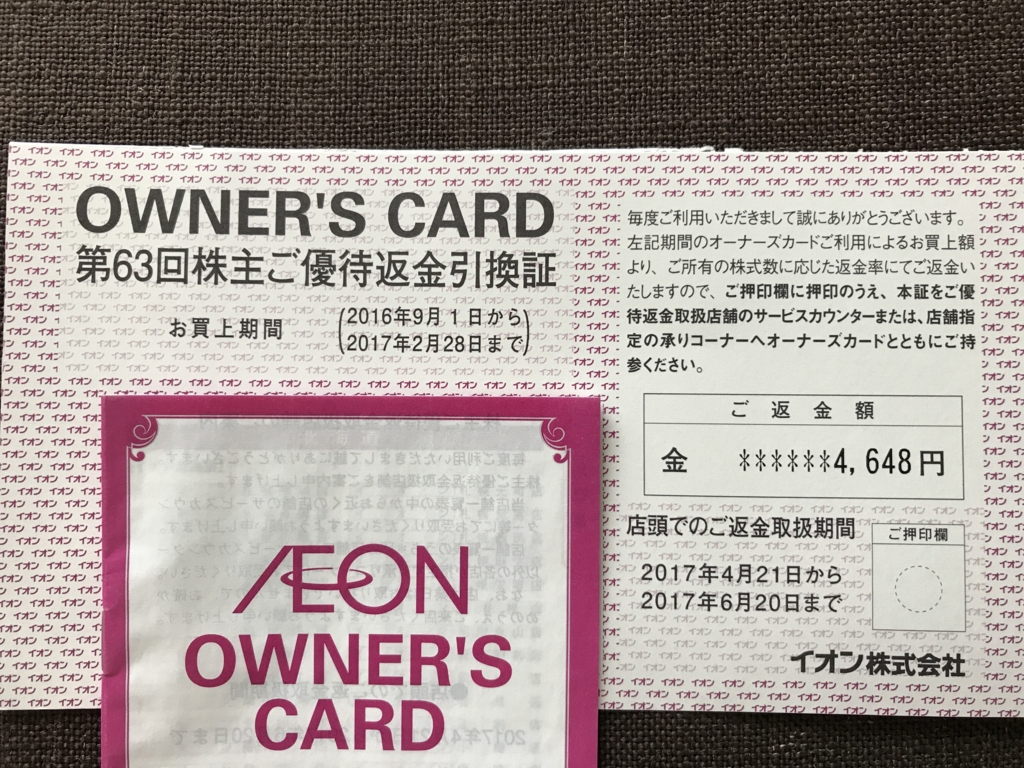 OWNER'S CARD
第63回株主ご優待返金引換証
お買上期間
(2016年9月1日から
2017年2月28日まで)
毎度ご利用いただきまして誠にありがとうございます。
左記期間のオーナーズカードご利用によるお買上額
より、ご所有の株式数に応じた返金率にてご返金い
たしますので、ご押印欄に押印のうえ、本証をご優
待返金取扱店舗のサービスカウンターまたは、店舗指
定の承りコーナーへオーナーズカードとともにご持
参ください。
ご返金額
金 ******4,648円
店頭でのご返金取扱期間
2017年4月21日から
2017年6月20日まで
ご押印欄
イオン株式会社
ÆON
OWNER'S
CARD